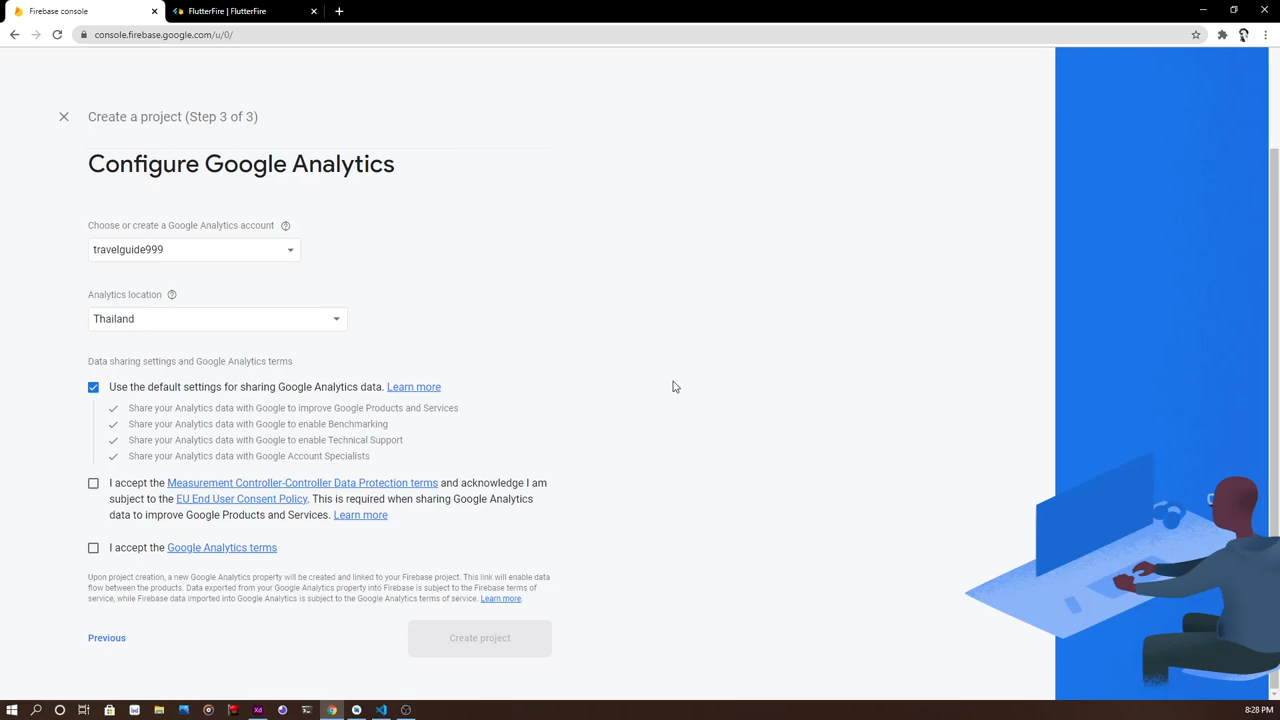 Firebase console
FlutterFire | FlutterFire
console.firebase.google.com/u/0/
Create a project (Step 3 of 3)
Configure Google Analytics
Choose or create a Google Analytics account
travelguide999
Analytics location
Thailand
Data sharing settings and Google Analytics terms
Use the default settings for sharing Google Analytics data. Learn more
Share your Analytics data with Google to improve Google Products and Services
Share your Analytics data with Google to enable Benchmarking
Share your Analytics data with Google to enable Technical Support
Share your Analytics data with Google Account Specialists
I accept the Measurement Controller-Controller Data Protection terms and acknowledge I am
subject to the EU End User Consent Policy. This is required when sharing Google Analytics
data to improve Google Products and Services. Learn more
I accept the Google Analytics terms
Upon project creation, a new Google Analytics property will be created and linked to your Firebase project. This link will enable data
flow between the products. Data exported from your Google Analytics property into Firebase is subject to the Firebase terms of
service, while Firebase data imported into Google Analytics is subject to the Google Analytics terms of service. Learn more.
Previous
Create project
Xd
8:28 PM